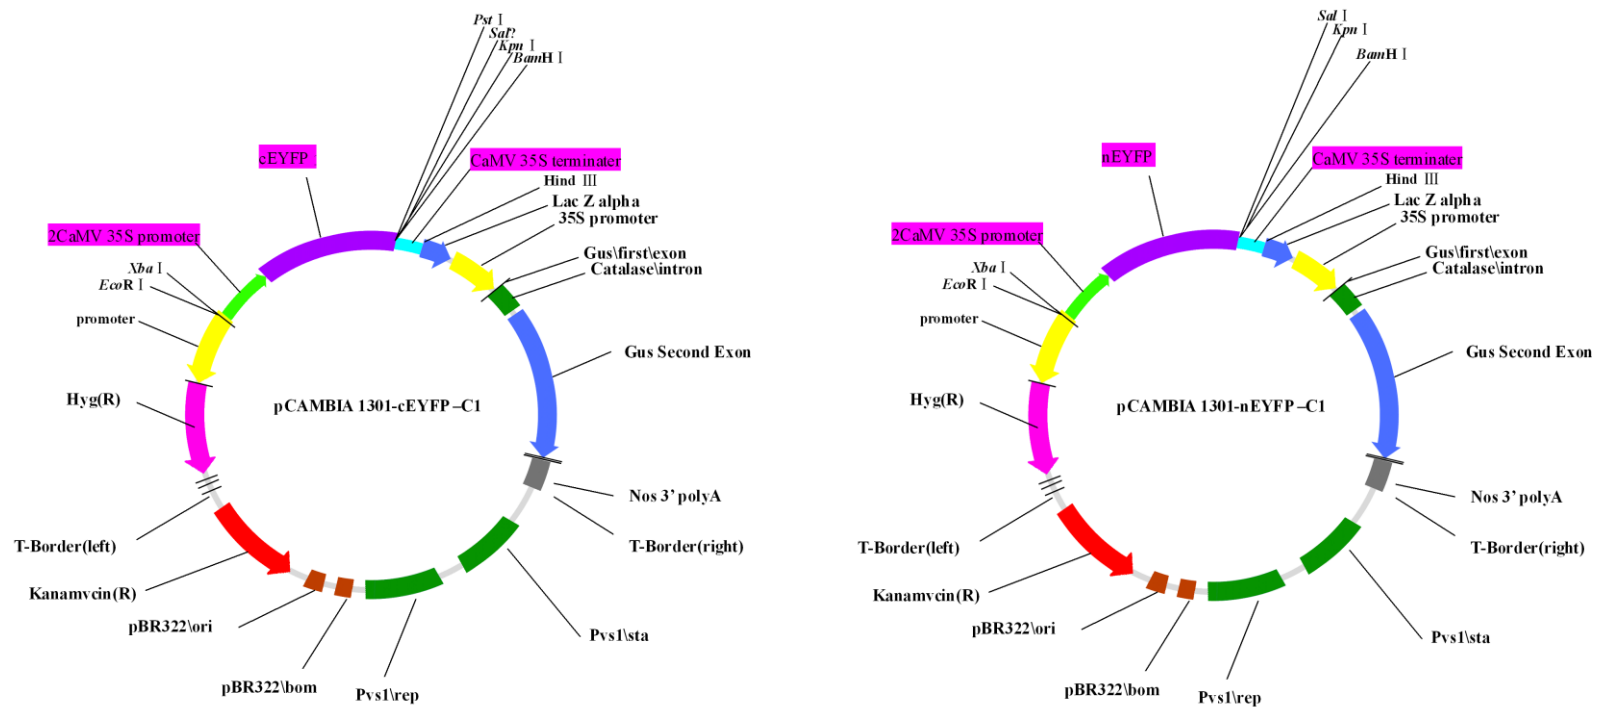 Pst Ⅰ
Sal?
Kpn Ⅰ
BamH Ⅰ
cEYFP
CaMV 35S terminater
Hind III
Lac Z alpha
35S promoter
2CaMV 35S promoter
Gus\first\exon
Catalase\intron
Xba Ⅰ
EcoR Ⅰ
promoter
Gus Second Exon
Hyg(R)
pCAMBIA 1301-cEYFP –C1
Nos 3’ polyA
T-Border(left)
T-Border(right)
Kanamvcin(R)
pBR322\ori
Pvs1\sta
pBR322\bom
Pvs1\rep
Sal Ⅰ
Kpn Ⅰ
BamH Ⅰ
nEYFP
CaMV 35S terminater
Hind III
Lac Z alpha
35S promoter
2CaMV 35S promoter
Gus\first\exon
Catalase\intron
Xba Ⅰ
EcoR Ⅰ
promoter
Gus Second Exon
Hyg(R)
pCAMBIA 1301-nEYFP –C1
Nos 3’ polyA
T-Border(left)
T-Border(right)
Kanamvcin(R)
pBR322\ori
Pvs1\sta
pBR322\bom
Pvs1\rep